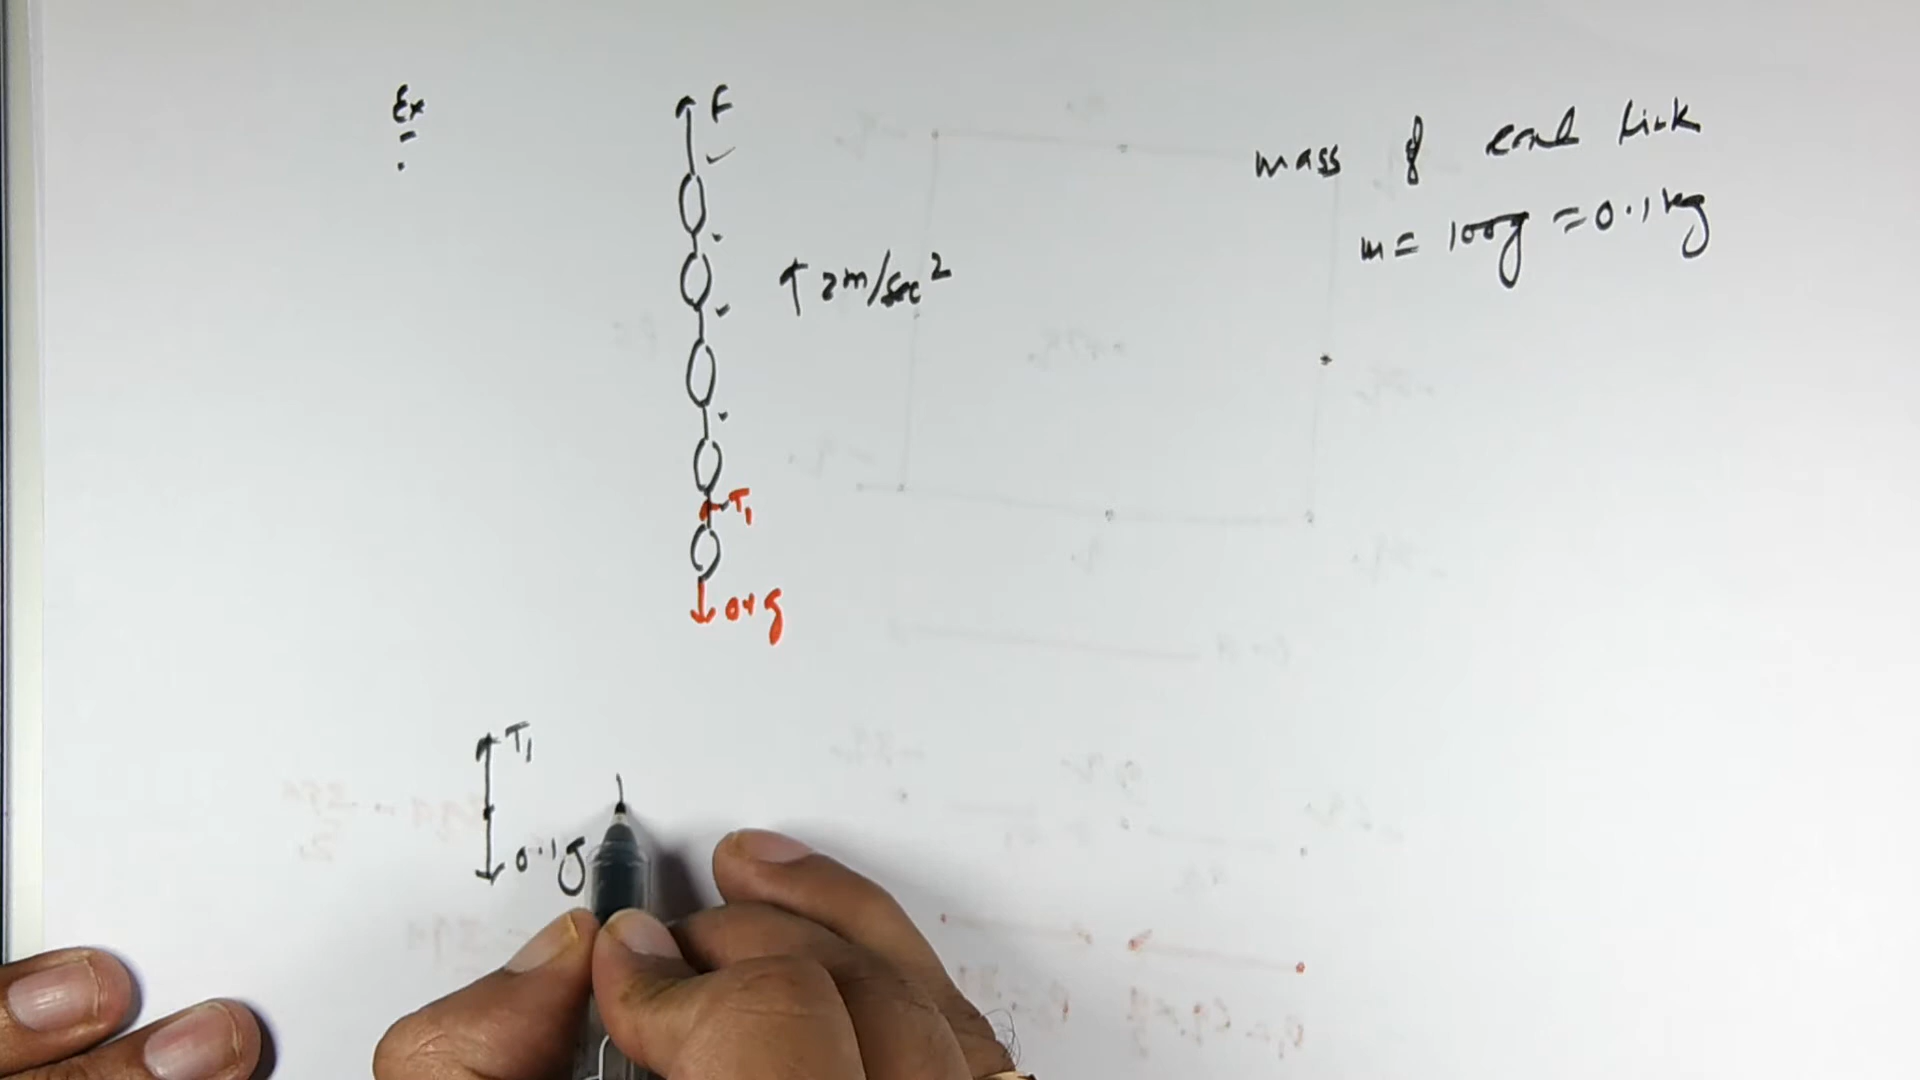 Ex
F
mass of each link
m = 100g = 0.1kg
↑ 2m/sec²
T₁
0.1g
T₁
0.1g